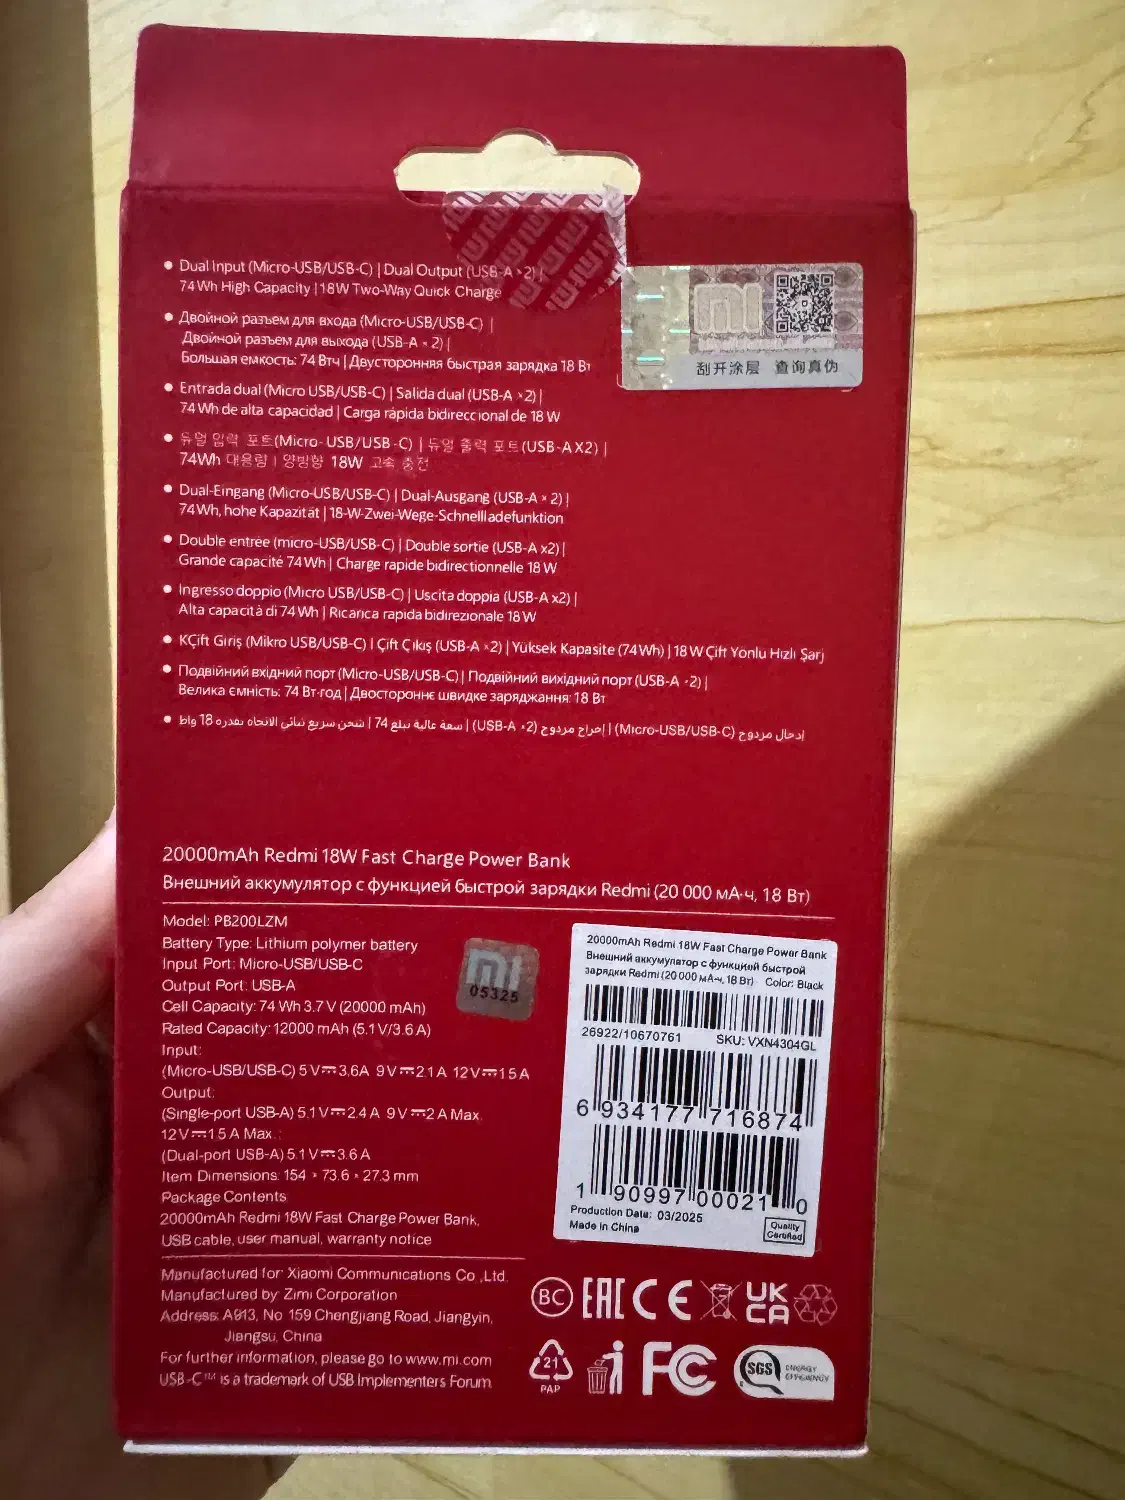 Dual Input (Micro-USB/USB-C) | Dual Output (USB-A ×2) |
74 Wh High Capacity | 18W Two-Way Quick Charge
mi
刮开涂层 查询真伪
Двойной разъем для входа (Micro-USB/USB-C) |
Двойной разъем для выхода (USB-A × 2) |
Большая емкость: 74 Втч | Двусторонняя быстрая зарядка 18 Вт
Entrada dual (Micro USB/USB-C) | Salida dual (USB-A ×2) |
74 Wh de alta capacidad | Carga rápida bidireccional de 18 W
듀얼 입력 포트(Micro- USB/USB -C) | 듀얼 출력 포트(USB-A X2) |
74Wh 대용량 | 양방향 18W 고속 충전
Dual-Eingang (Micro-USB/USB-C) | Dual-Ausgang (USB-A × 2) |
74 Wh, hohe Kapazität | 18-W-Zwei-Wege-Schnellladefunktion
Double entrée (micro-USB/USB-C) | Double sortie (USB-A x2) |
Grande capacité 74 Wh | Charge rapide bidirectionnelle 18 W
Ingresso doppio (Micro USB/USB-C) | Uscita doppia (USB-A x2) |
Alta capacità di 74 Wh | Ricarica rapida bidirezionale 18 W
KÇift Giriş (Mikro USB/USB-C) | Çift Çıkış (USB-A ×2) | Yüksek Kapasite (74 Wh) | 18 W Çift Yönlü Hızlı Şarj
Подвійний вхідний порт (Micro-USB/USB-C) | Подвійний вихідний порт (USB-A ×2) |
Велика ємність: 74 Вт·год | Двостороннє швидке заряджання: 18 Вт
إدخال مزدوج (Micro-USB/USB-C) | إخراج مزدوج (USB-A ×2) | سعة عالية تبلغ 74 | شحن سريع ثنائي الاتجاه بقدرة 18 واط
20000mAh Redmi 18W Fast Charge Power Bank
Внешний аккумулятор с функцией быстрой зарядки Redmi (20 000 мА·ч, 18 Вт)
Model: PB200LZM
Battery Type: Lithium polymer battery
Input Port: Micro-USB/USB-C
Output Port: USB-A
Cell Capacity: 74 Wh 3.7 V (20000 mAh)
Rated Capacity: 12000 mAh (5.1 V/3.6 A)
Input:
(Micro-USB/USB-C) 5 V⎓3.6A 9 V⎓2.1 A 12V⎓1.5 A
Output:
(Single-port USB-A) 5.1 V⎓2.4 A 9 V⎓2 A Max.
12 V⎓1.5 A Max.
(Dual-port USB-A) 5.1 V⎓3.6 A
Item Dimensions: 154 × 73.6 × 27.3 mm
Package Contents:
20000mAh Redmi 18W Fast Charge Power Bank,
USB cable, user manual, warranty notice
mi
05325
20000mAh Redmi 18W Fast Charge Power Bank
Внешний аккумулятор с функцией быстрой
зарядки Redmi (20 000 мА·ч, 18 Вт) Color: Black
26922/10670761 SKU: VXN4304GL
6 934177 716874
1 90997 00021 0
Production Date: 03/2025
Made in China
Quality
Certified
Manufactured for: Xiaomi Communications Co.,Ltd.
Manufactured by: Zimi Corporation
Address: A913, No 159 Chengjiang Road, Jiangyin,
Jiangsu, China
For further information, please go to www.mi.com
USB-C™ is a trademark of USB Implementers Forum
BC EAC CE UK
CA
21
PAP
FC
SGS ENERGY
EFFICIENCY